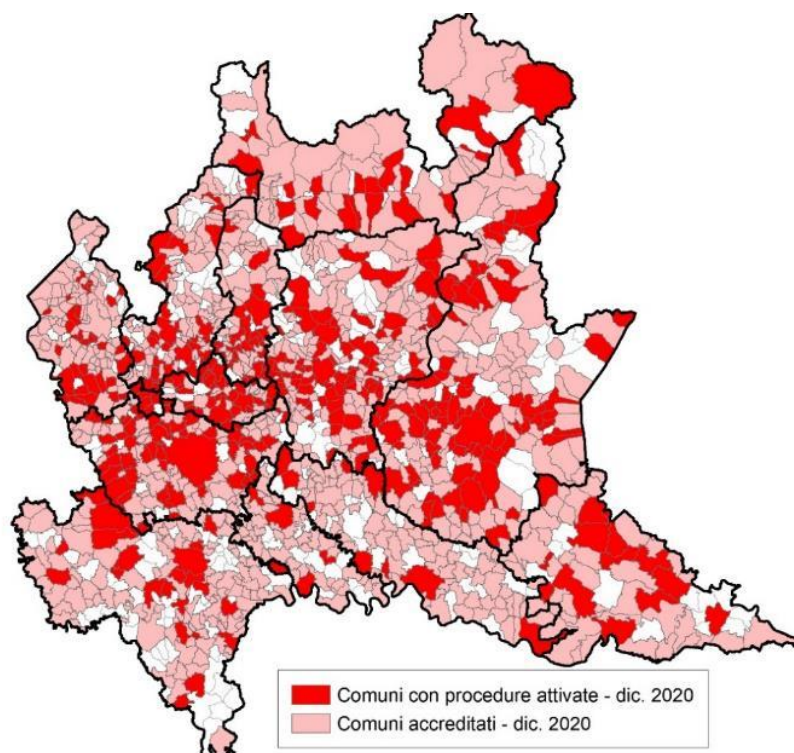 Comuni con procedure attivate - dic. 2020
Comuni accreditati - dic. 2020